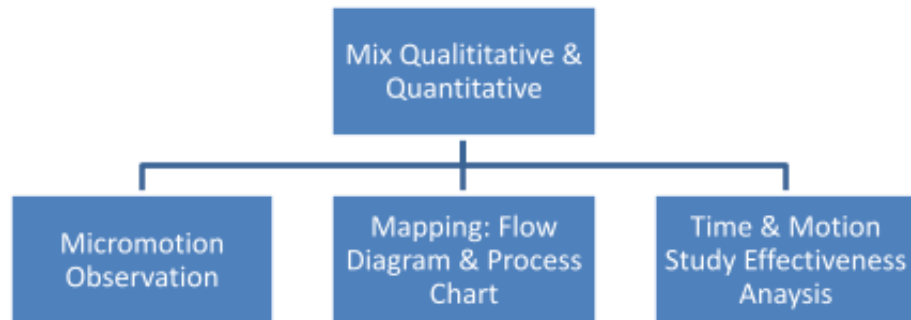 Mix Qualititative &
Quantitative
Micromotion
Observation
Mapping: Flow
Diagram & Process
Chart
Time & Motion
Study Effectiveness
Anaysis